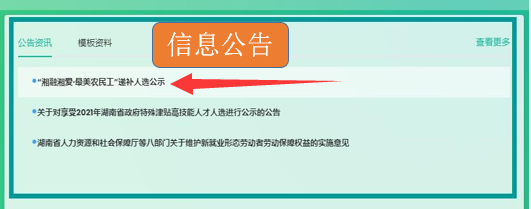 信息公告
公告资讯 模板资料 查看更多
“湘融湘爱·最美农民工”递补人选公示
关于对享受2021年湖南省政府特殊津贴高技能人才人选进行公示的公告
湖南省人力资源和社会保障厅等八部门关于维护新就业形态劳动者劳动保障权益的实施意见